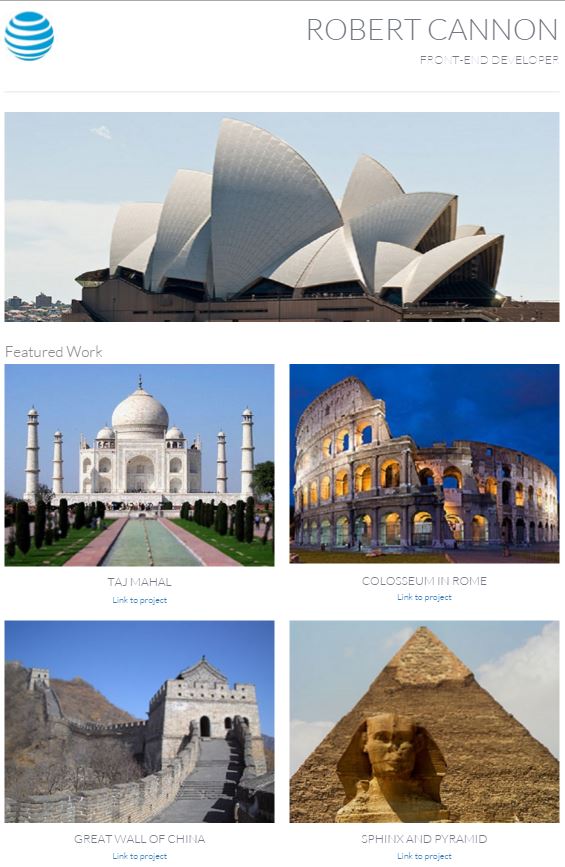 ROBERT CANNON
FRONT-END DEVELOPER
Featured Work
TAJ MAHAL
Link to project
COLOSSEUM IN ROME
Link to project
GREAT WALL OF CHINA
Link to project
SPHINX AND PYRAMID
Link to project